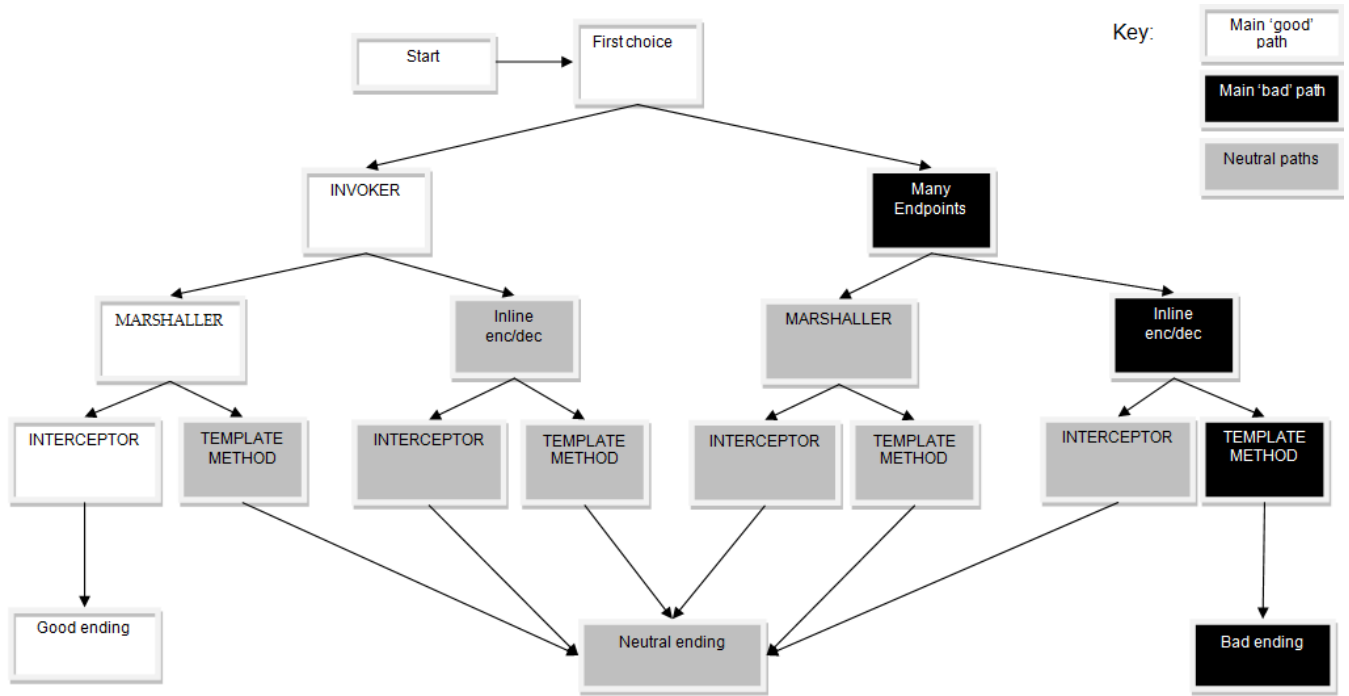 Start
First choice
Key:
Main ‘good’
path
Main ‘bad’ path
Neutral paths
INVOKER
Many
Endpoints
MARSHALLER
Inline
enc/dec
MARSHALLER
Inline
enc/dec
INTERCEPTOR
TEMPLATE
METHOD
INTERCEPTOR
TEMPLATE
METHOD
INTERCEPTOR
TEMPLATE
METHOD
INTERCEPTOR
TEMPLATE
METHOD
Good ending
Neutral ending
Bad ending